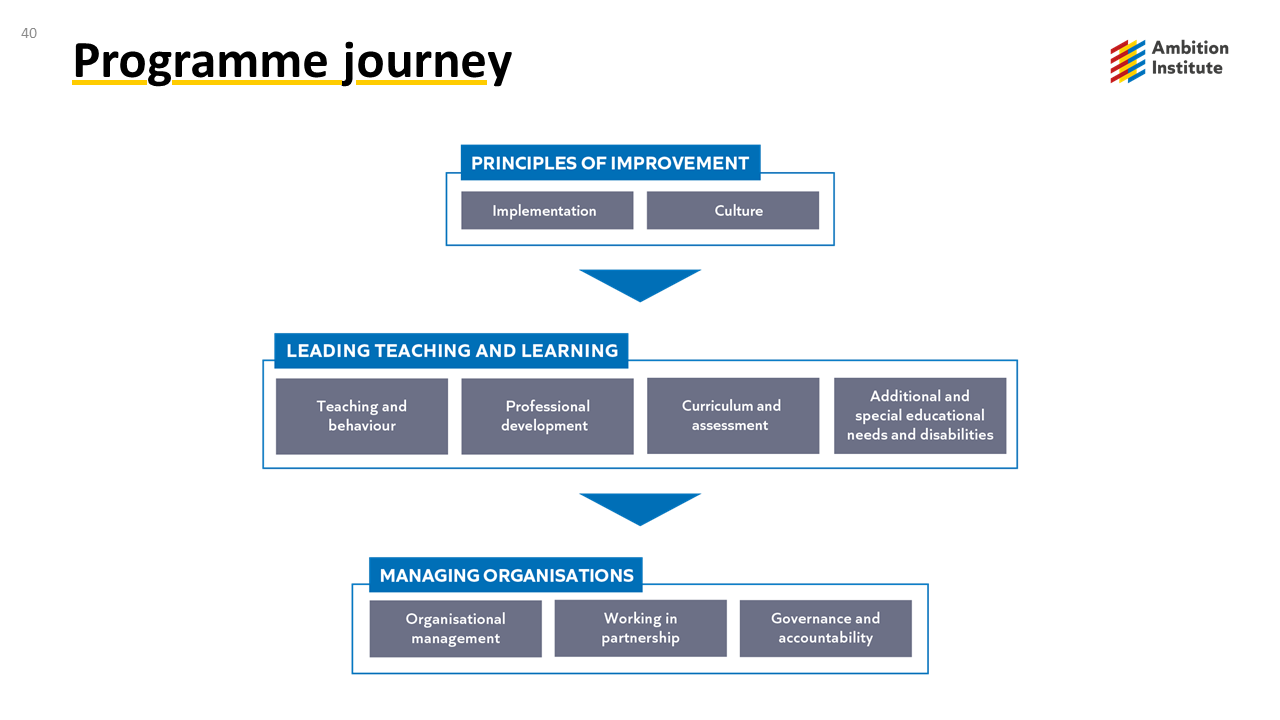 40
Programme journey
Ambition
Institute
PRINCIPLES OF IMPROVEMENT
Implementation
Culture
LEADING TEACHING AND LEARNING
Teaching and
behaviour
Professional
development
Curriculum and
assessment
Additional and
special educational
needs and disabilities
MANAGING ORGANISATIONS
Organisational
management
Working in
partnership
Governance and
accountability